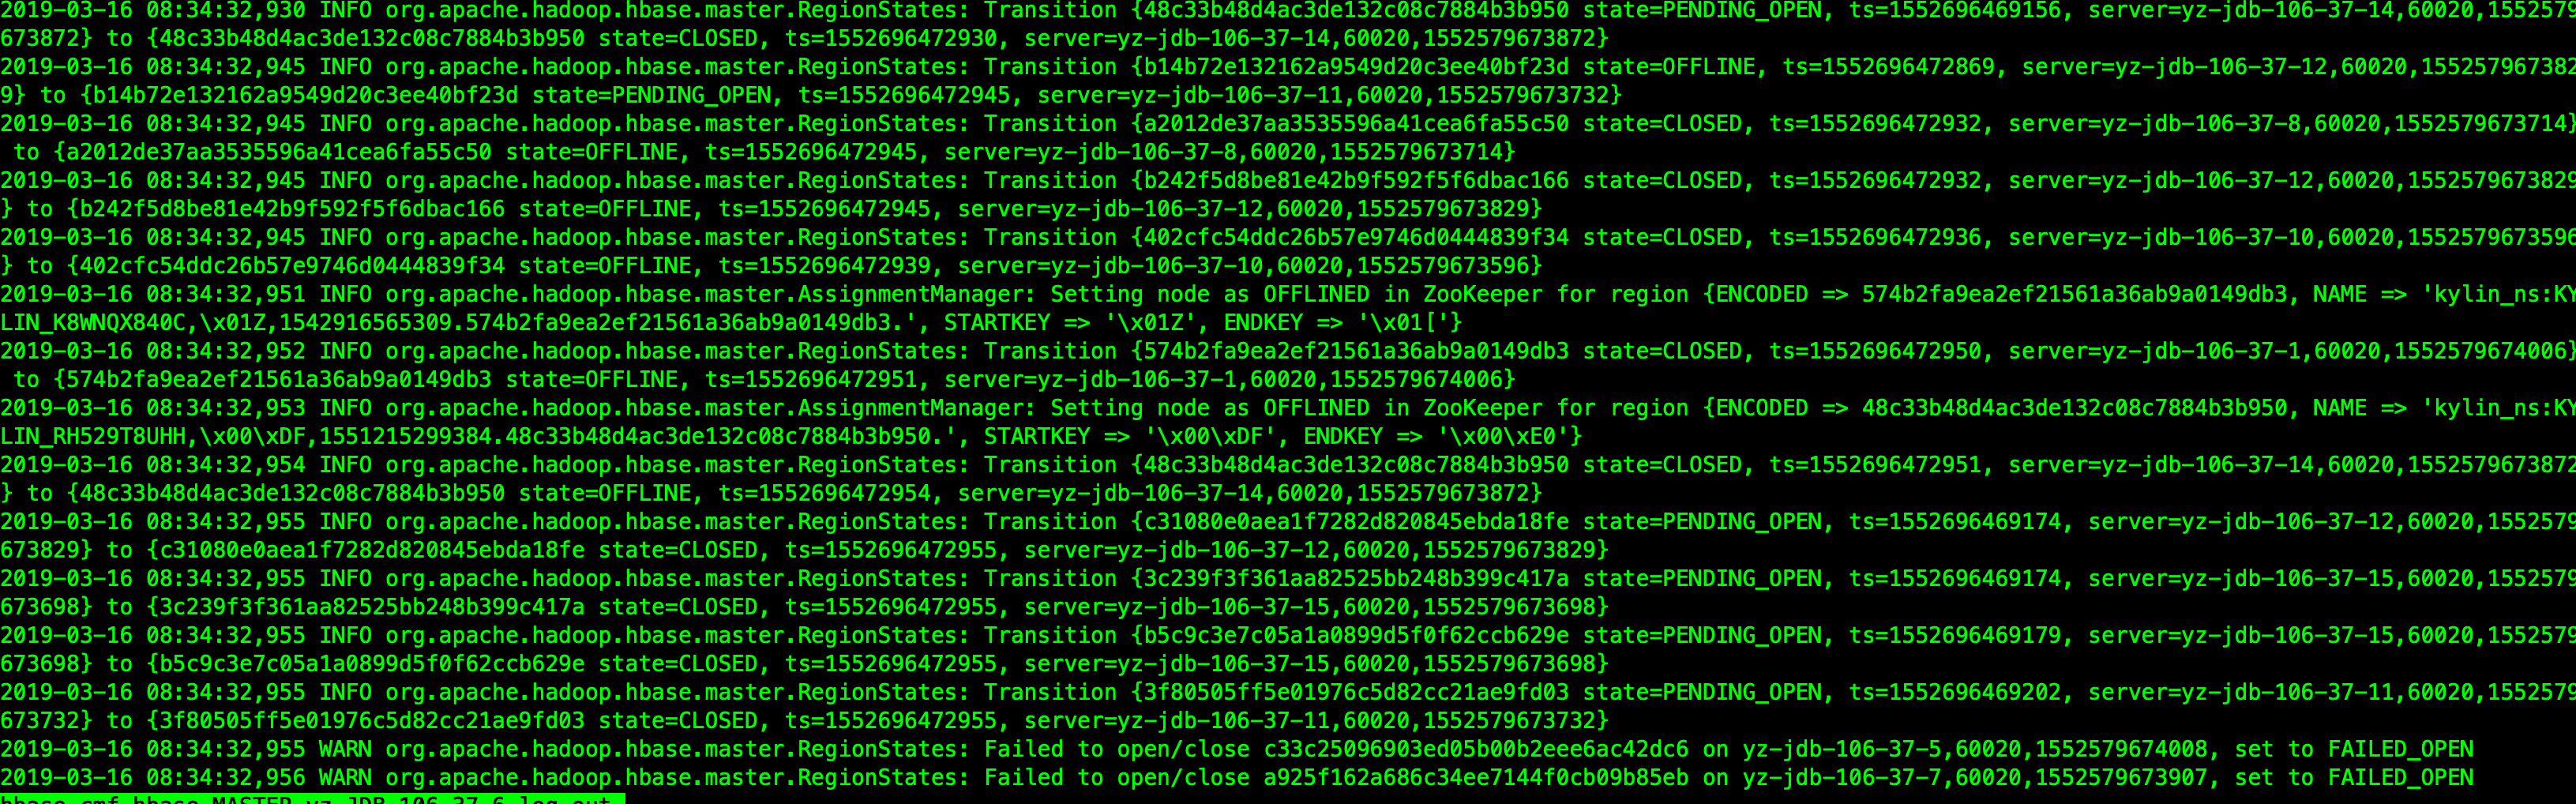 2019-03-16 08:34:32,930 INFO org.apache.hadoop.hbase.master.RegionStates: Transition {48c33b48d4ac3de132c08c7884b3b950 state=PENDING_OPEN, ts=1552696469156, server=yz-jdb-106-37-14,60020,1552579
673872} to {48c33b48d4ac3de132c08c7884b3b950 state=CLOSED, ts=1552696472930, server=yz-jdb-106-37-14,60020,1552579673872}
2019-03-16 08:34:32,945 INFO org.apache.hadoop.hbase.master.RegionStates: Transition {b14b72e132162a9549d20c3ee40bf23d state=OFFLINE, ts=1552696472869, server=yz-jdb-106-37-12,60020,155257967382
9} to {b14b72e132162a9549d20c3ee40bf23d state=PENDING_OPEN, ts=1552696472945, server=yz-jdb-106-37-11,60020,1552579673732}
2019-03-16 08:34:32,945 INFO org.apache.hadoop.hbase.master.RegionStates: Transition {a2012de37aa3535596a41cea6fa55c50 state=CLOSED, ts=1552696472932, server=yz-jdb-106-37-8,60020,1552579673714}
 to {a2012de37aa3535596a41cea6fa55c50 state=OFFLINE, ts=1552696472945, server=yz-jdb-106-37-8,60020,1552579673714}
2019-03-16 08:34:32,945 INFO org.apache.hadoop.hbase.master.RegionStates: Transition {b242f5d8be81e42b9f592f5f6dbac166 state=CLOSED, ts=1552696472932, server=yz-jdb-106-37-12,60020,1552579673829
} to {b242f5d8be81e42b9f592f5f6dbac166 state=OFFLINE, ts=1552696472945, server=yz-jdb-106-37-12,60020,1552579673829}
2019-03-16 08:34:32,945 INFO org.apache.hadoop.hbase.master.RegionStates: Transition {402cfc54ddc26b57e9746d0444839f34 state=CLOSED, ts=1552696472936, server=yz-jdb-106-37-10,60020,1552579673596
} to {402cfc54ddc26b57e9746d0444839f34 state=OFFLINE, ts=1552696472939, server=yz-jdb-106-37-10,60020,1552579673596}
2019-03-16 08:34:32,951 INFO org.apache.hadoop.hbase.master.AssignmentManager: Setting node as OFFLINED in ZooKeeper for region {ENCODED => 574b2fa9ea2ef21561a36ab9a0149db3, NAME => 'kylin_ns:KY
LIN_K8WNQX840C,\x01Z,1542916565309.574b2fa9ea2ef21561a36ab9a0149db3.', STARTKEY => '\x01Z', ENDKEY => '\x01['}
2019-03-16 08:34:32,952 INFO org.apache.hadoop.hbase.master.RegionStates: Transition {574b2fa9ea2ef21561a36ab9a0149db3 state=CLOSED, ts=1552696472950, server=yz-jdb-106-37-1,60020,1552579674006}
 to {574b2fa9ea2ef21561a36ab9a0149db3 state=OFFLINE, ts=1552696472951, server=yz-jdb-106-37-1,60020,1552579674006}
2019-03-16 08:34:32,953 INFO org.apache.hadoop.hbase.master.AssignmentManager: Setting node as OFFLINED in ZooKeeper for region {ENCODED => 48c33b48d4ac3de132c08c7884b3b950, NAME => 'kylin_ns:KY
LIN_RH529T8UHH,\x00\xDF,1551215299384.48c33b48d4ac3de132c08c7884b3b950.', STARTKEY => '\x00\xDF', ENDKEY => '\x00\xE0'}
2019-03-16 08:34:32,954 INFO org.apache.hadoop.hbase.master.RegionStates: Transition {48c33b48d4ac3de132c08c7884b3b950 state=CLOSED, ts=1552696472951, server=yz-jdb-106-37-14,60020,1552579673872
} to {48c33b48d4ac3de132c08c7884b3b950 state=OFFLINE, ts=1552696472954, server=yz-jdb-106-37-14,60020,1552579673872}
2019-03-16 08:34:32,955 INFO org.apache.hadoop.hbase.master.RegionStates: Transition {c31080e0aea1f7282d820845ebda18fe state=PENDING_OPEN, ts=1552696469174, server=yz-jdb-106-37-12,60020,1552579
673829} to {c31080e0aea1f7282d820845ebda18fe state=CLOSED, ts=1552696472955, server=yz-jdb-106-37-12,60020,1552579673829}
2019-03-16 08:34:32,955 INFO org.apache.hadoop.hbase.master.RegionStates: Transition {3c239f3f361aa82525bb248b399c417a state=PENDING_OPEN, ts=1552696469174, server=yz-jdb-106-37-15,60020,1552579
673698} to {3c239f3f361aa82525bb248b399c417a state=CLOSED, ts=1552696472955, server=yz-jdb-106-37-15,60020,1552579673698}
2019-03-16 08:34:32,955 INFO org.apache.hadoop.hbase.master.RegionStates: Transition {b5c9c3e7c05a1a0899d5f0f62ccb629e state=PENDING_OPEN, ts=1552696469179, server=yz-jdb-106-37-15,60020,1552579
673698} to {b5c9c3e7c05a1a0899d5f0f62ccb629e state=CLOSED, ts=1552696472955, server=yz-jdb-106-37-15,60020,1552579673698}
2019-03-16 08:34:32,955 INFO org.apache.hadoop.hbase.master.RegionStates: Transition {3f80505ff5e01976c5d82cc21ae9fd03 state=PENDING_OPEN, ts=1552696469202, server=yz-jdb-106-37-11,60020,1552579
673732} to {3f80505ff5e01976c5d82cc21ae9fd03 state=CLOSED, ts=1552696472955, server=yz-jdb-106-37-11,60020,1552579673732}
2019-03-16 08:34:32,955 WARN org.apache.hadoop.hbase.master.RegionStates: Failed to open/close c33c25096903ed05b00b2eee6ac42dc6 on yz-jdb-106-37-5,60020,1552579674008, set to FAILED_OPEN
2019-03-16 08:34:32,956 WARN org.apache.hadoop.hbase.master.RegionStates: Failed to open/close a925f162a686c34ee7144f0cb09b85eb on yz-jdb-106-37-7,60020,1552579673907, set to FAILED_OPEN